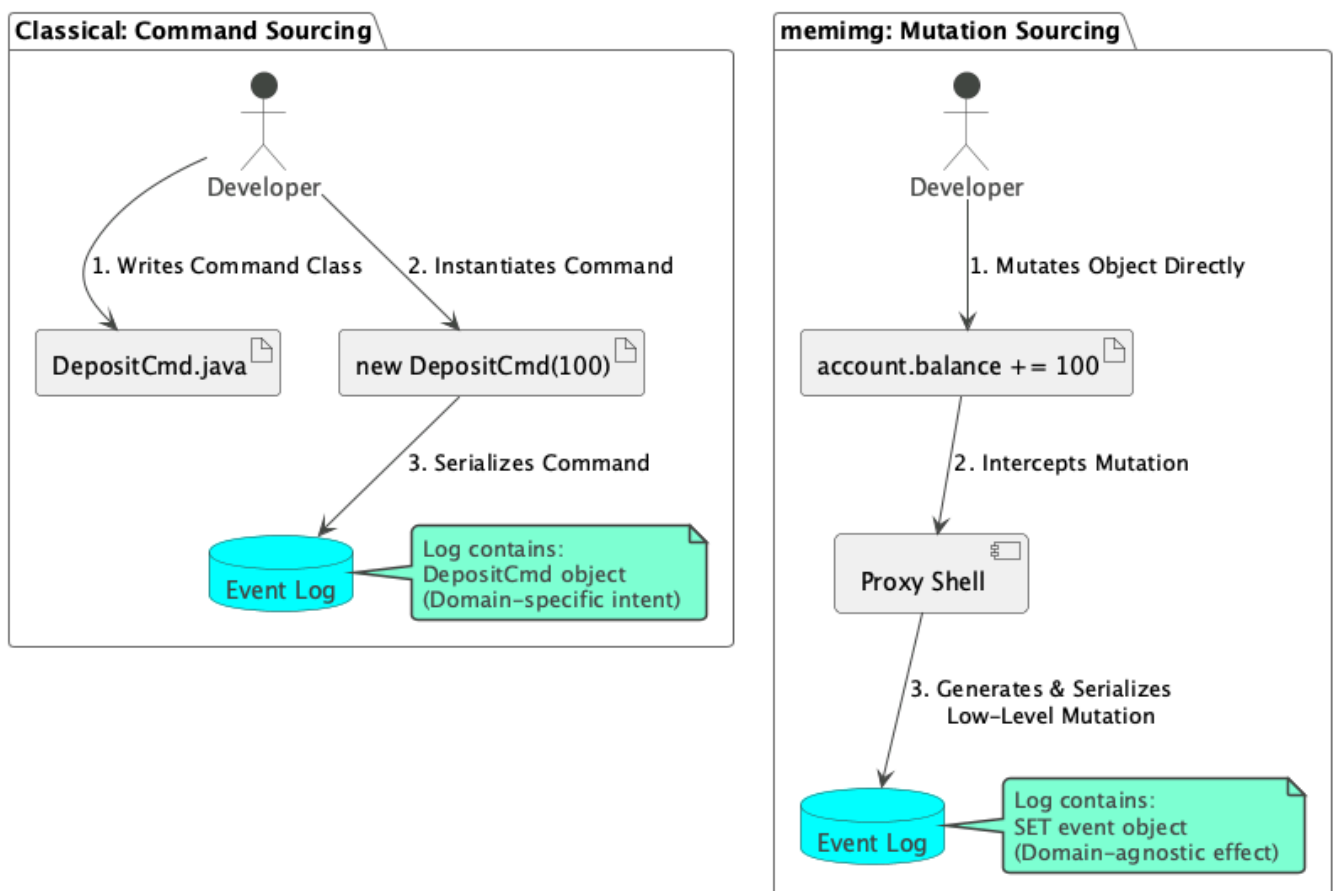 Classical: Command Sourcing
Developer
1. Writes Command Class
2. Instantiates Command
DepositCmd.java
new DepositCmd(100)
3. Serializes Command
Event Log
Log contains:
DepositCmd object
(Domain-specific intent)
memimg: Mutation Sourcing
Developer
1. Mutates Object Directly
account.balance += 100
2. Intercepts Mutation
Proxy Shell
3. Generates & Serializes
Low-Level Mutation
Event Log
Log contains:
SET event object
(Domain-agnostic effect)